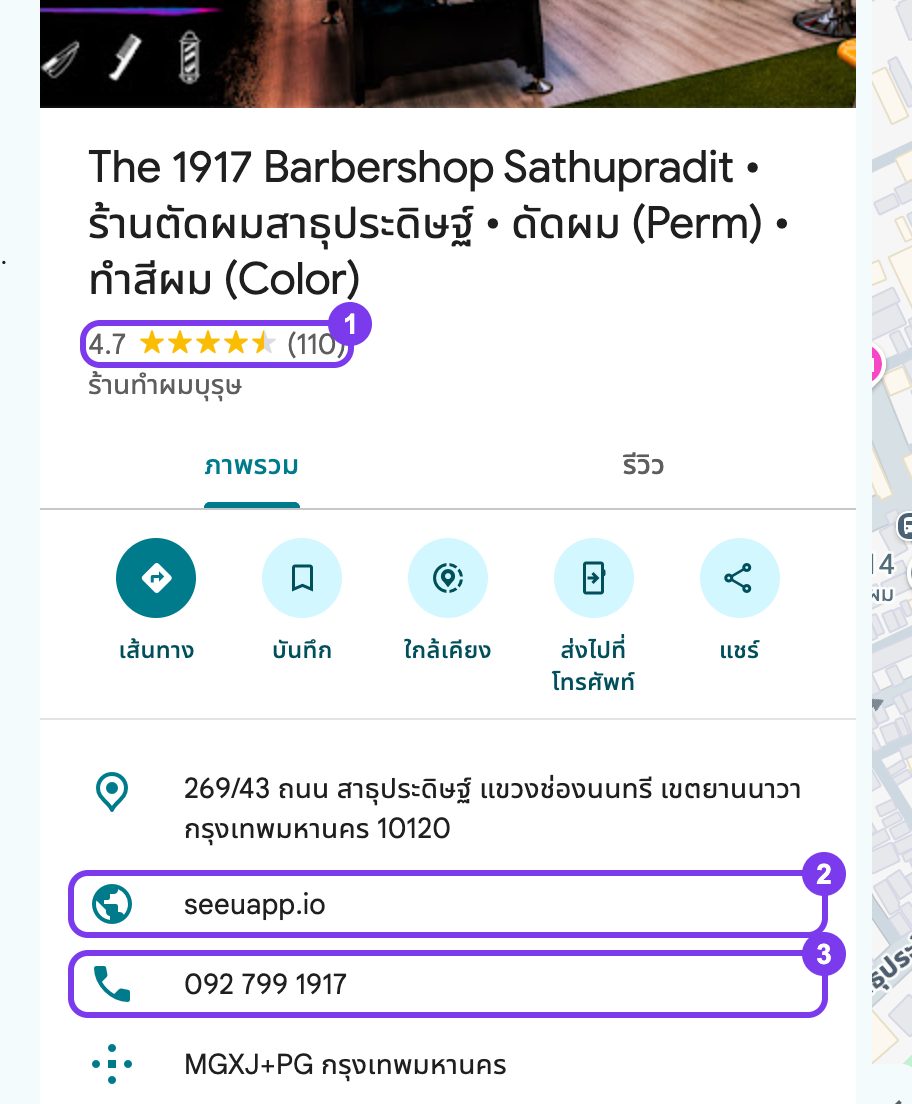 The 1917 Barbershop Sathupradit •
ร้านตัดผมสาธุประดิษฐ์ • ดัดผม (Perm) •
ทำสีผม (Color)
1
4.7 (110)
ร้านทำผมบุรุษ
ภาพรวม
รีวิว
เส้นทาง
บันทึก
ใกล้เคียง
ส่งไปที่
โทรศัพท์
แชร์
269/43 ถนน สาธุประดิษฐ์ แขวงช่องนนทรี เขตยานนาวา
กรุงเทพมหานคร 10120
2
seeuapp.io
3
092 799 1917
MGXJ+PG กรุงเทพมหานคร
14